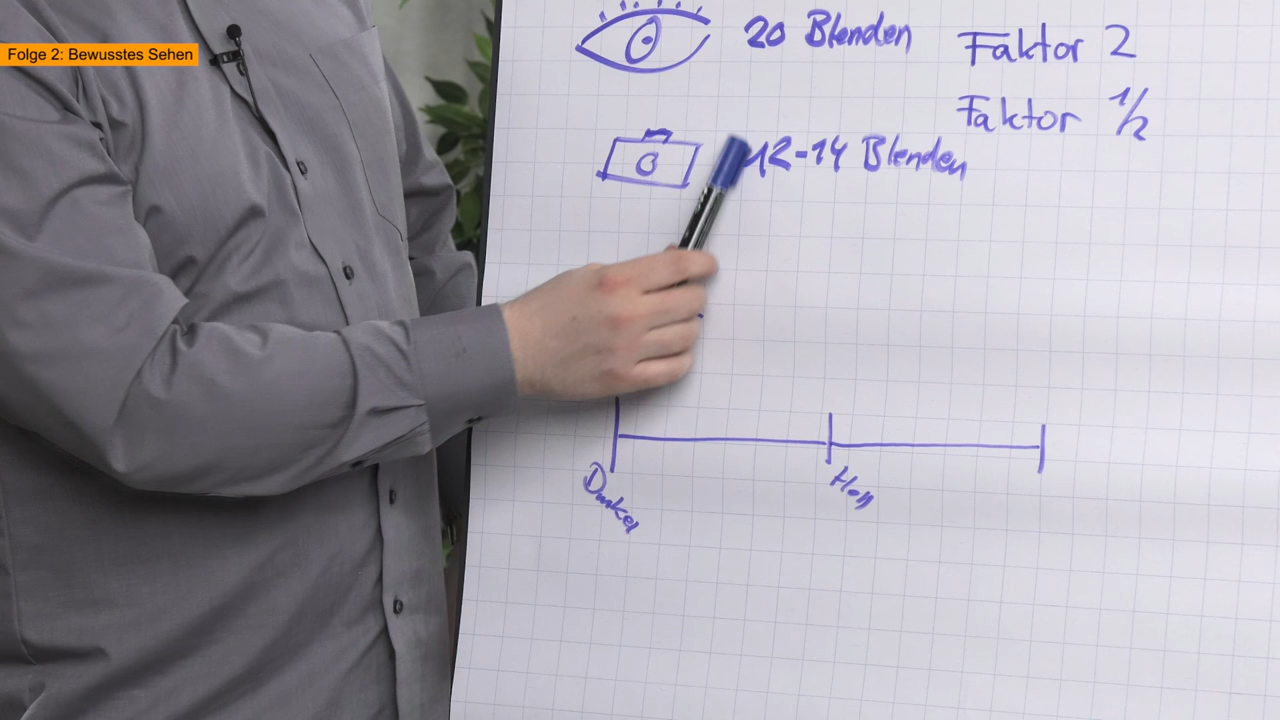 Folge 2: Bewusstes Sehen
20 Blenden
Faktor 2
Faktor 1/2
12-14 Blenden
Dunkel
Hell